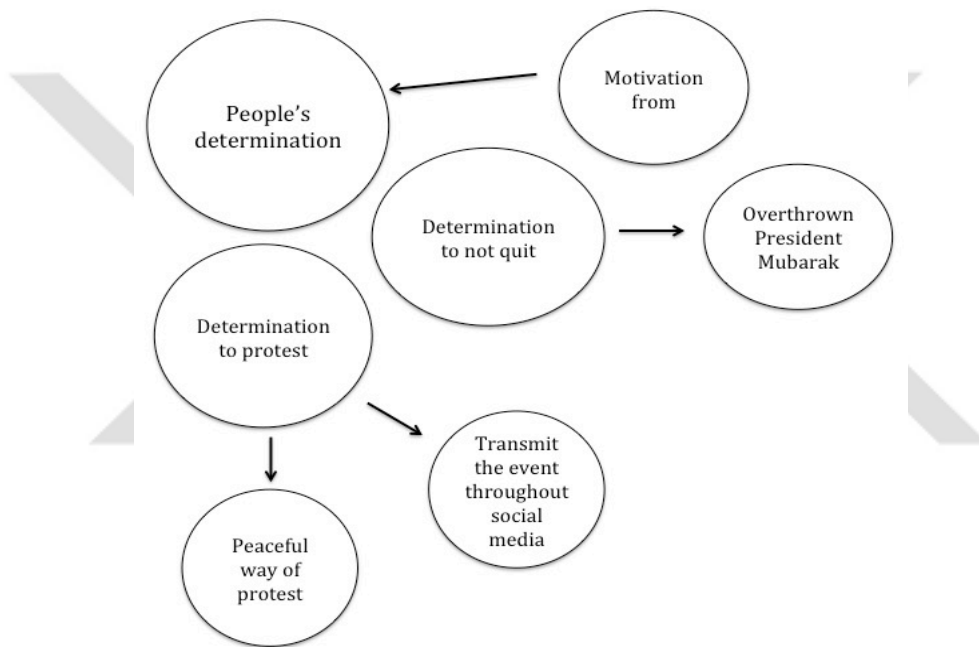 People’s
determination
Motivation
from
Determination
to not quit
Overthrown
President
Mubarak
Determination
to protest
Transmit
the event
throughout
social
media
Peaceful
way of
protest